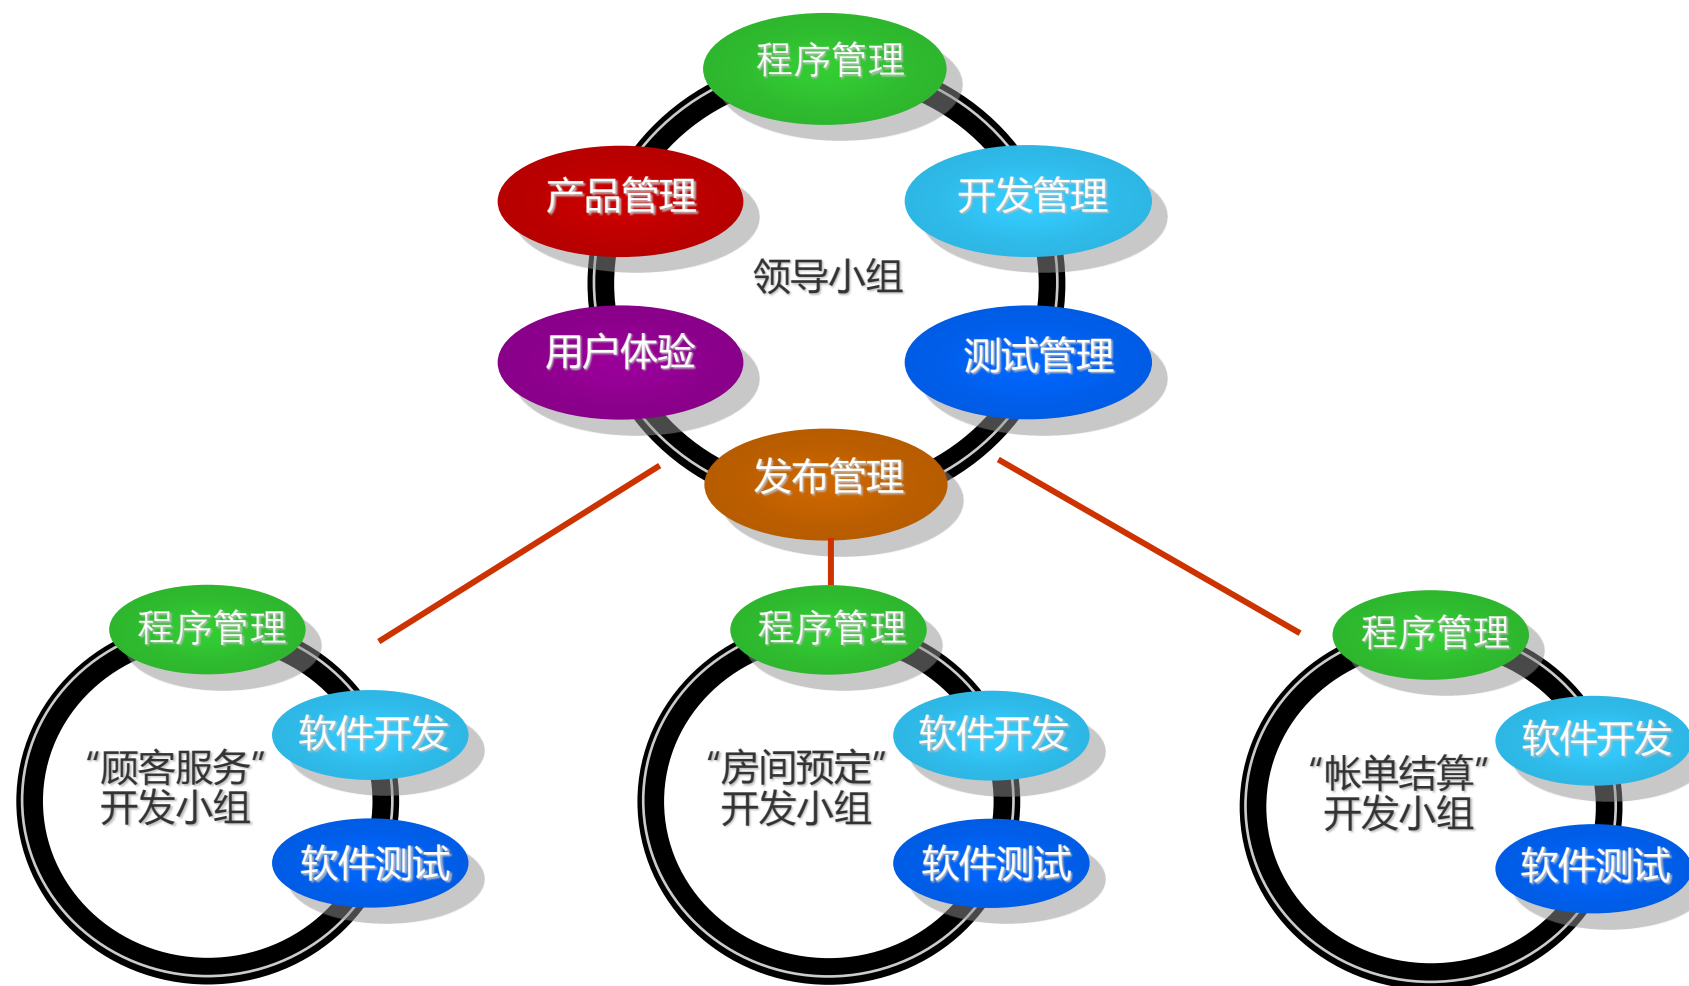 程序管理
产品管理
开发管理
领导小组
用户体验
测试管理
发布管理
程序管理
软件开发
“顾客服务”
开发小组
软件测试
程序管理
软件开发
“房间预定”
开发小组
软件测试
程序管理
软件开发
“帐单结算”
开发小组
软件测试